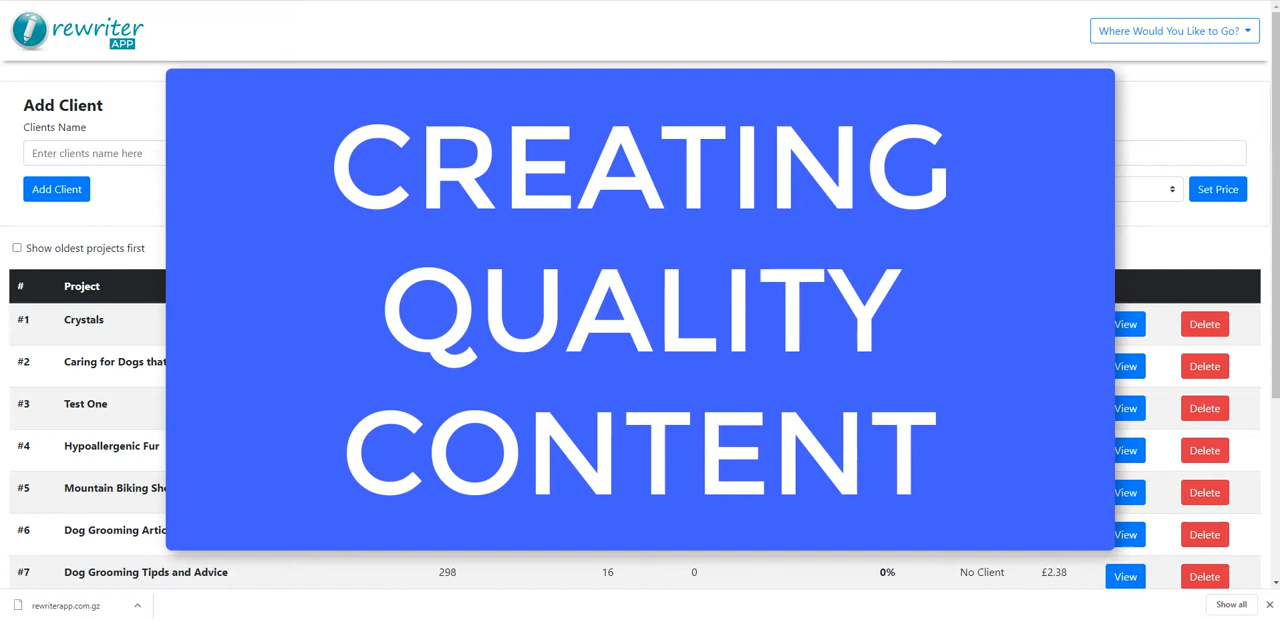 rewriter
APP
Where Would You Like to Go?
Add Client
Clients Name
Enter clients name here
Add Client
Set Price
CREATING
QUALITY
CONTENT
Show oldest projects first
# Project
#1 Crystals View Delete
#2 Caring for Dogs that View Delete
#3 Test One View Delete
#4 Hypoallergenic Fur View Delete
#5 Mountain Biking View Delete
#6 Dog Grooming View Delete
#7 Dog Grooming Tipds and Advice 298 16 0 0% No Client £2.38 View Delete
rewriterapp.com.gz
Show all